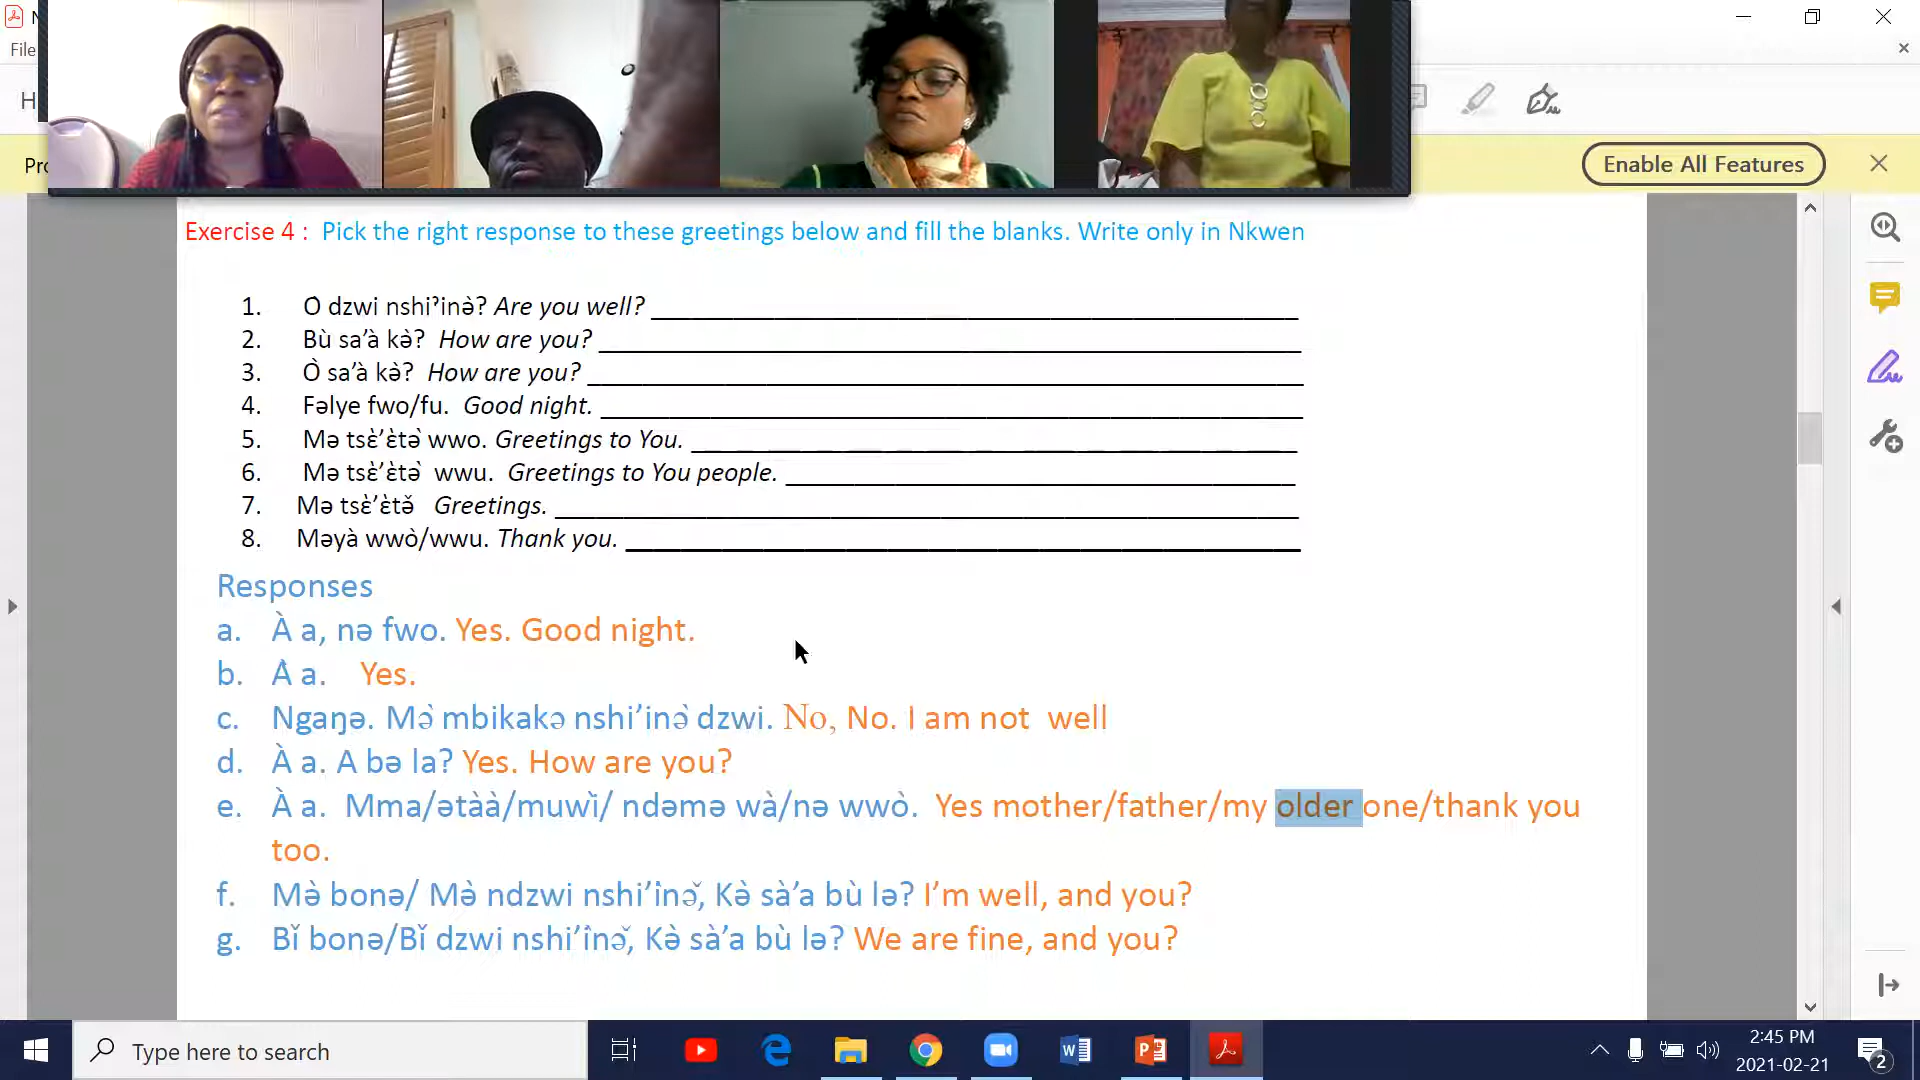 File
Enable All Features
Exercise 4 : Pick the right response to these greetings below and fill the blanks. Write only in Nkwen
1. Ó dzwi nshi’inə̀? Are you well?
2. Bù sa’à kə̀? How are you?
3. Ò sa’à kə̀? How are you?
4. Fəlye fwo/fu. Good night.
5. Mə tsɛ̀’ɛ̀tə̀ wwo. Greetings to You.
6. Mə tsɛ̀’ɛ̀tə̀ wwu. Greetings to You people.
7. Mə tsɛ̀’ɛ̀tə̌ Greetings.
8. Məyà wwò/wwu. Thank you.
Responses
a. À a, nə fwo. Yes. Good night.
b. À a. Yes.
c. Ngaŋə. Mə̀ mbikakə nshi’inə̀ dzwi. No, No. I am not well
d. À a. A bə la? Yes. How are you?
e. À a. Mma/ətàà/muwì/ ndəmə wà/nə wwò. Yes mother/father/my older one/thank you
too.
f. Mə̀ bonə/ Mə̀ ndzwi nshi’înə̌, Kə̀ sà’a bù lə? I’m well, and you?
g. Bǐ bonə/Bǐ dzwi nshi’înə̌, Kə̀ sà’a bù lə? We are fine, and you?
Type here to search
2:45 PM
2021-02-21
2